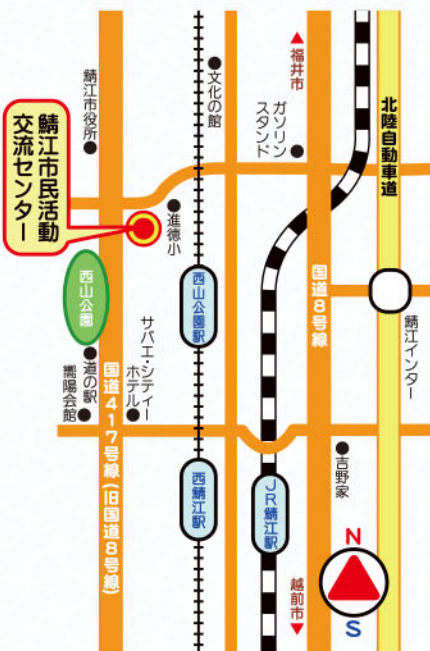 ▲福井市
北陸自動車道
●文化の館
ガソリン
スタンド●
鯖江市役所●
鯖江市民活動
交流センター
●進徳小
西山公園
西山公園駅
国道8号線
鯖江インター
サバエ・シティー
ホテル●
●道の駅
嚮陽会館●
国道417号線(旧国道8号線)
●吉野家
西鯖江駅
JR鯖江駅
越前市▼
N
S